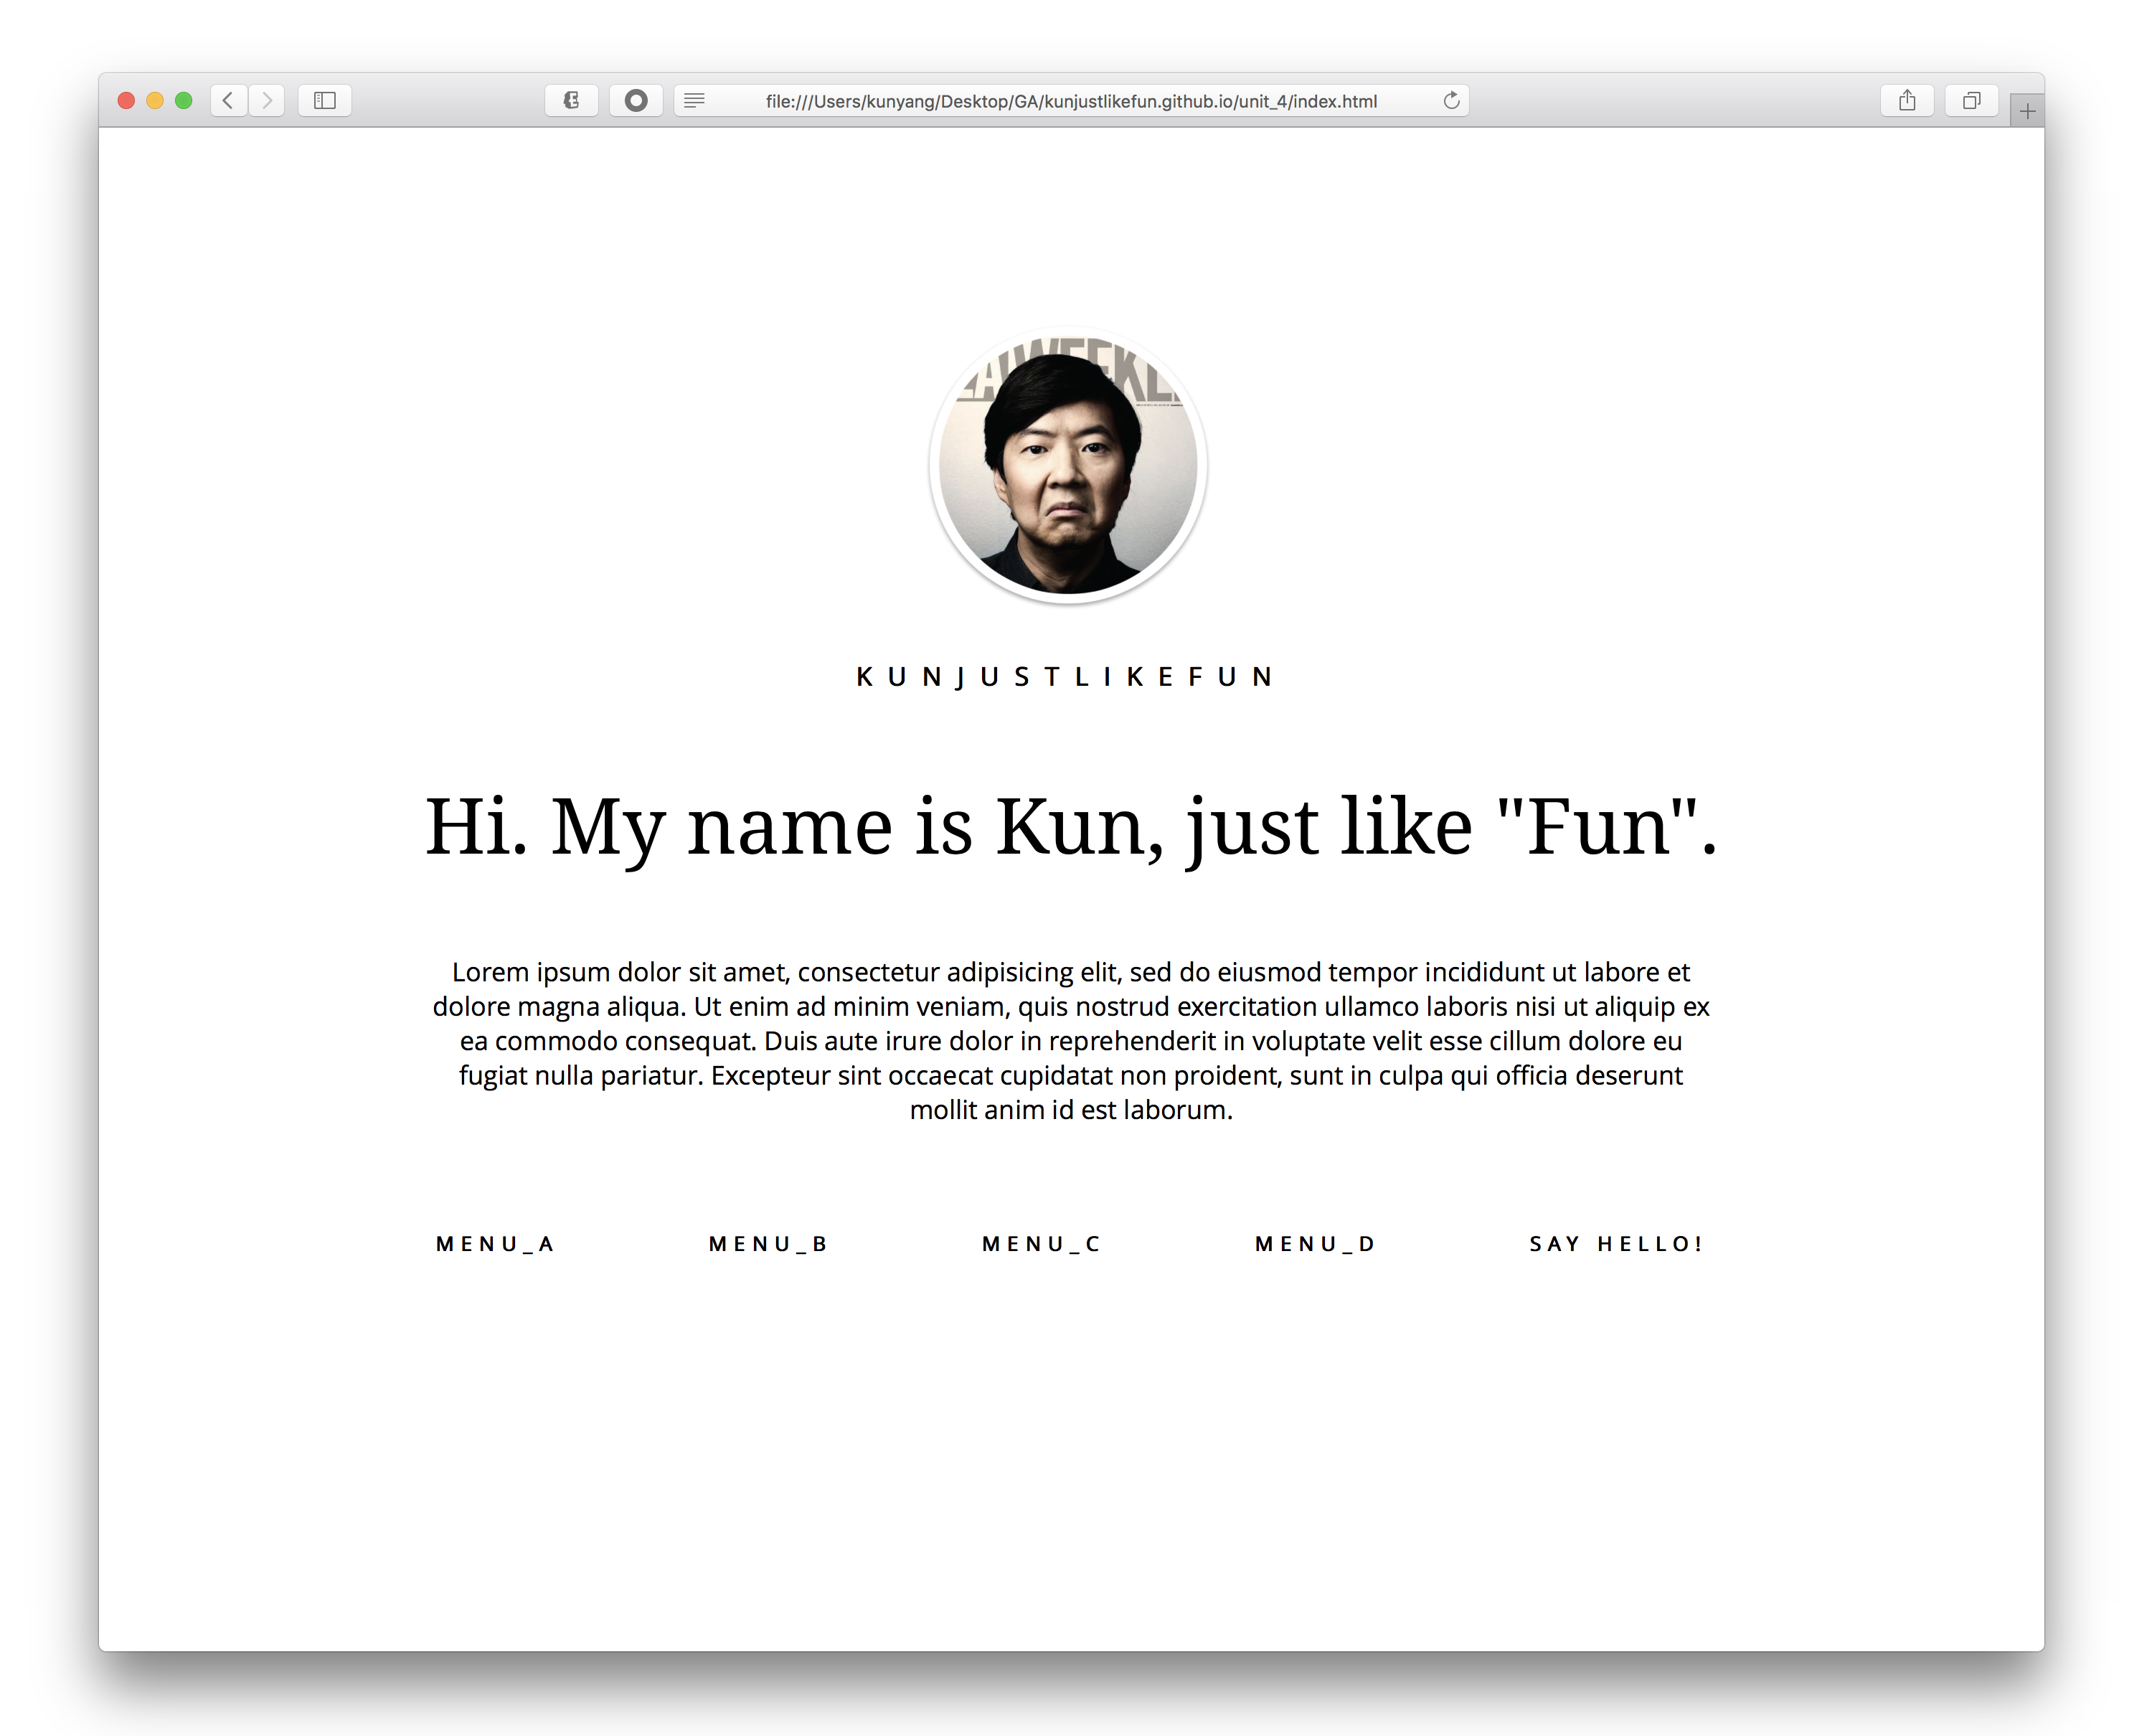 file:///Users/kunyang/Desktop/GA/kunjustlikefun.github.io/unit_4/index.html
KUNJUSTLIKEFUN
Hi. My name is Kun, just like "Fun".
Lorem ipsum dolor sit amet, consectetur adipisicing elit, sed do eiusmod tempor incididunt ut labore et
dolore magna aliqua. Ut enim ad minim veniam, quis nostrud exercitation ullamco laboris nisi ut aliquip ex
ea commodo consequat. Duis aute irure dolor in reprehenderit in voluptate velit esse cillum dolore eu
fugiat nulla pariatur. Excepteur sint occaecat cupidatat non proident, sunt in culpa qui officia deserunt
mollit anim id est laborum.
MENU_A MENU_B MENU_C MENU_D SAY HELLO!